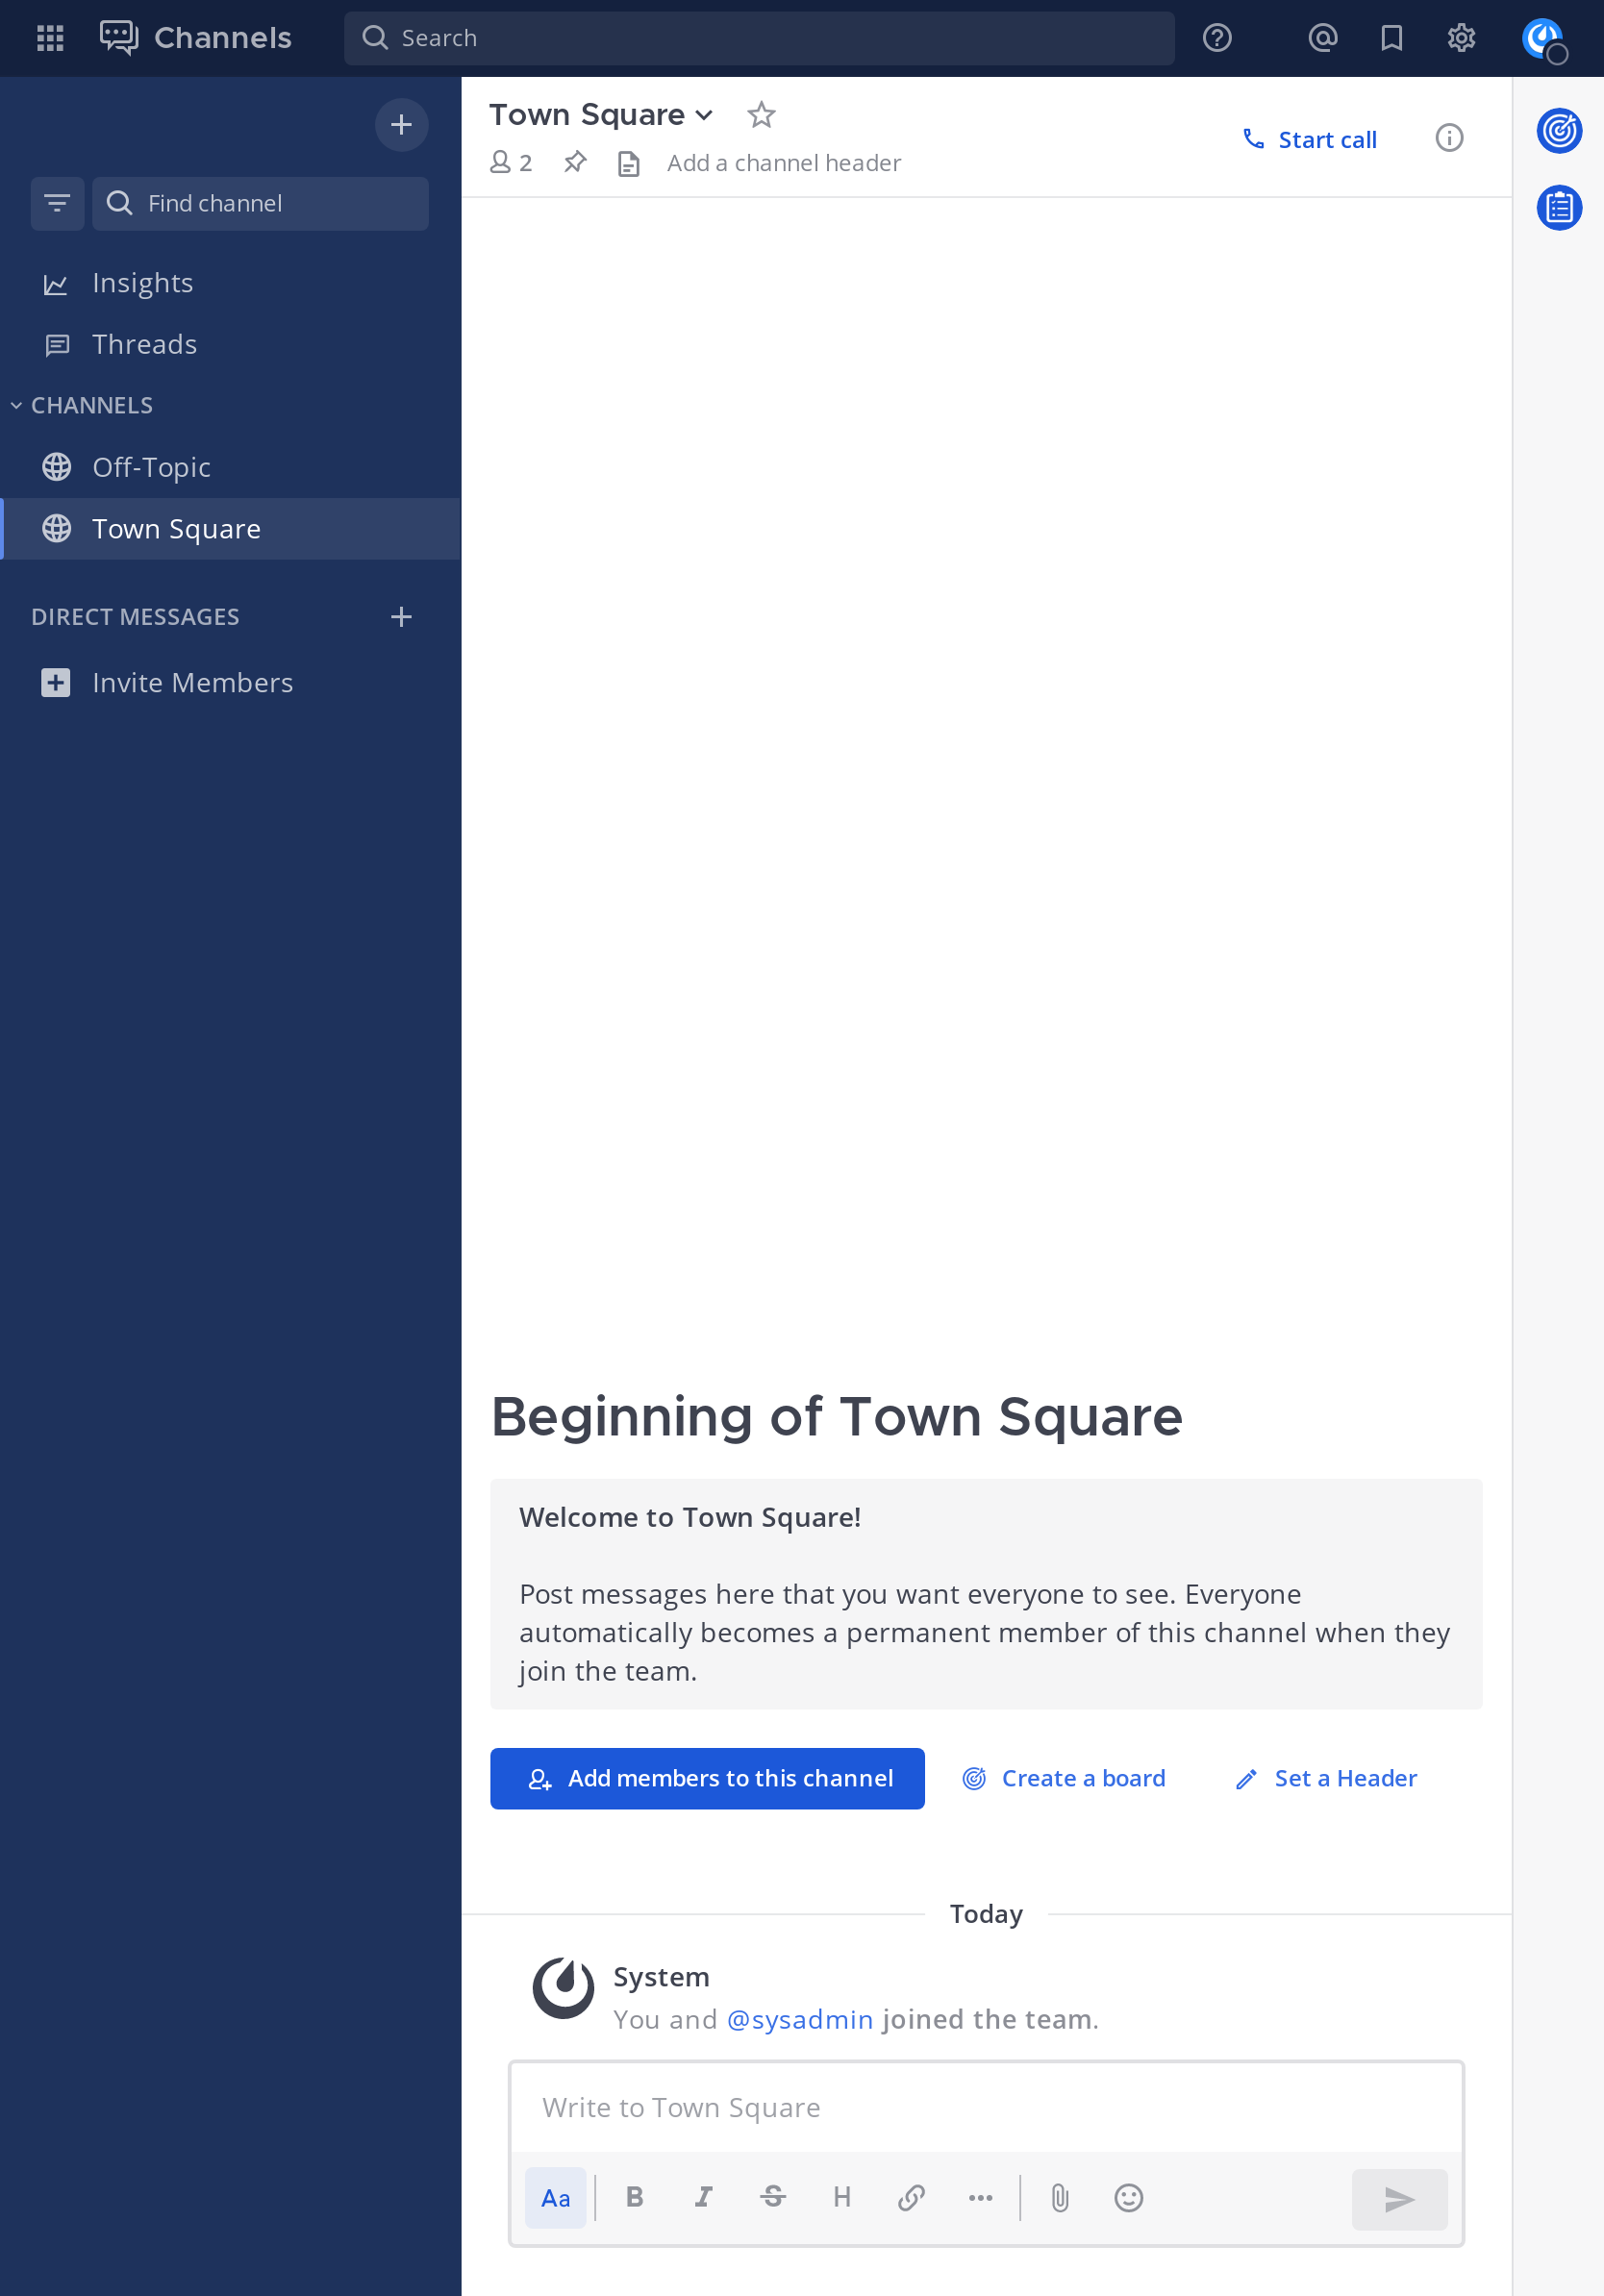 Channels
Search
Find channel
Insights
Threads
CHANNELS
Off-Topic
Town Square
DIRECT MESSAGES
Invite Members
Town Square
2
Add a channel header
Start call
Beginning of Town Square
Welcome to Town Square!
Post messages here that you want everyone to see. Everyone
automatically becomes a permanent member of this channel when they
join the team.
Add members to this channel
Create a board
Set a Header
Today
System
You and @sysadmin joined the team.
Write to Town Square
Aa
B I S H